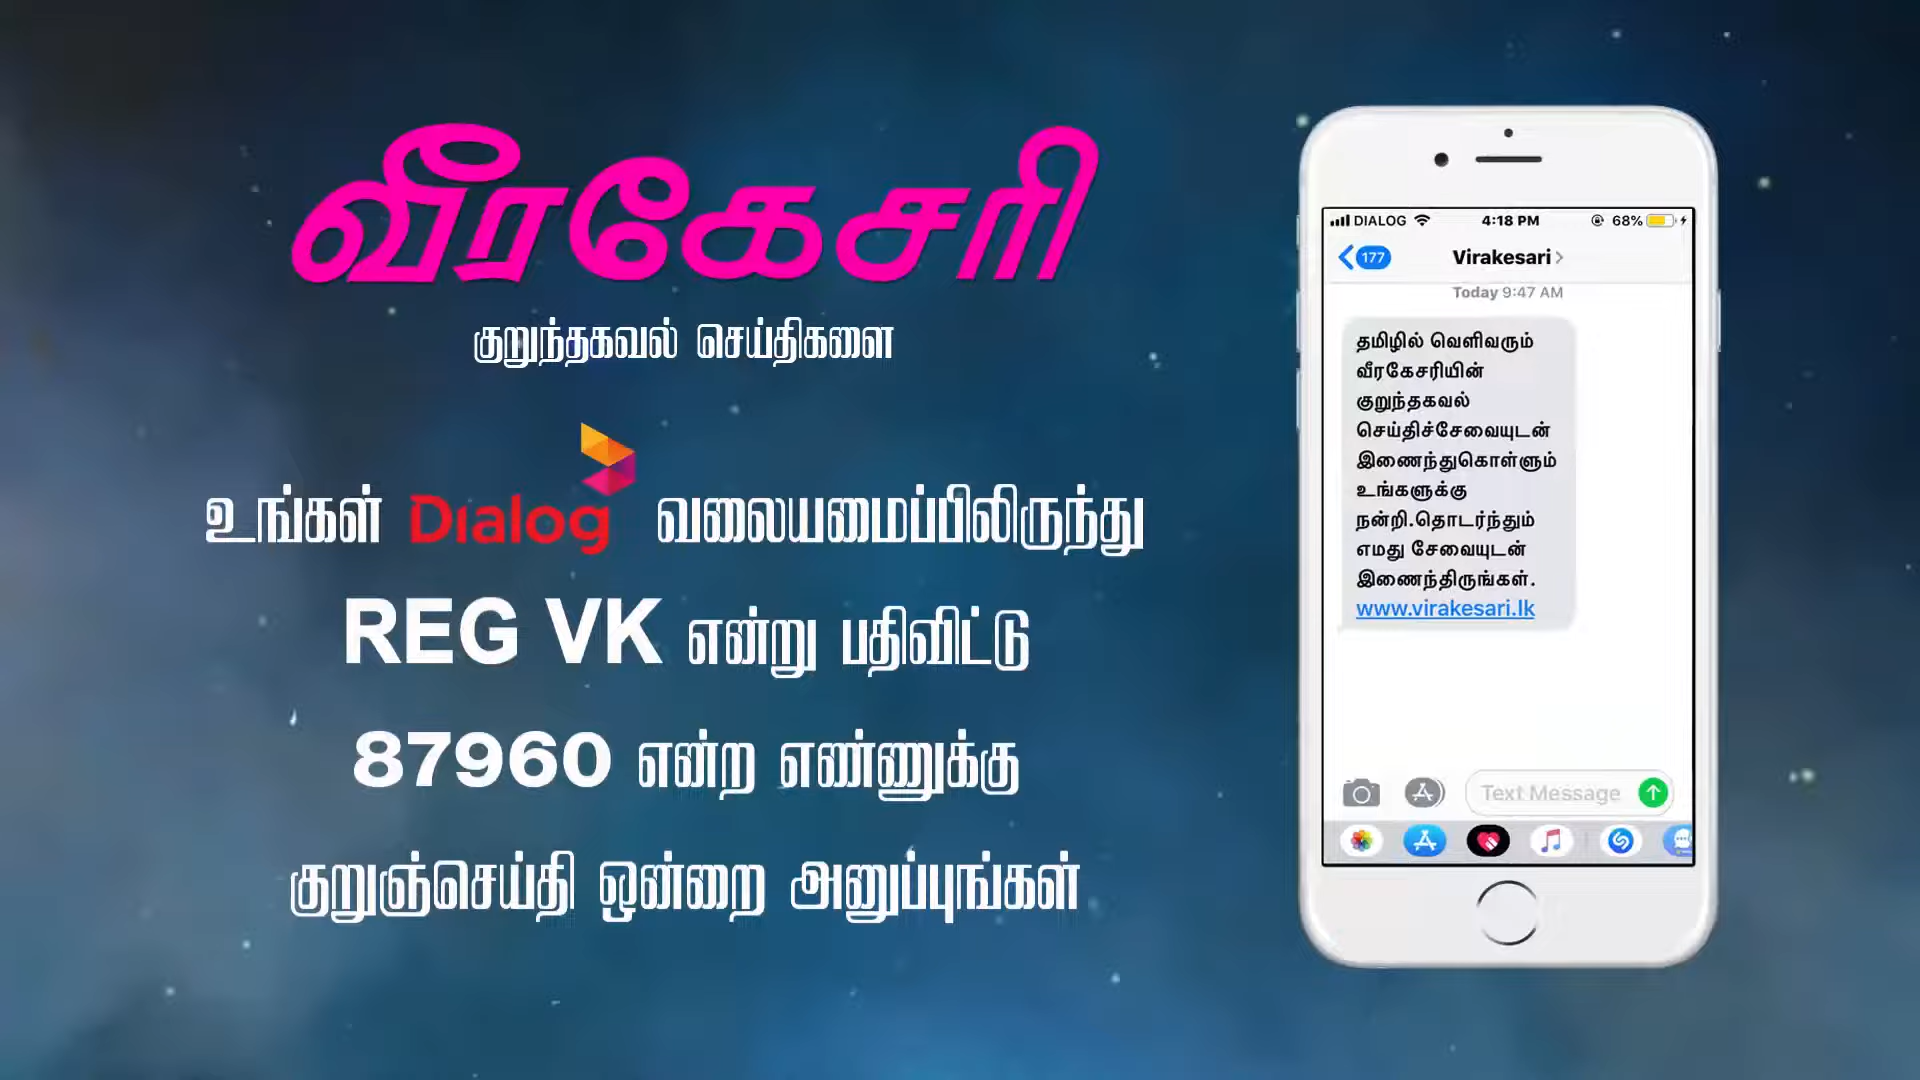 வீரகேசரி
குறுந்தகவல் செய்திகளை
உங்கள் Dialog வலையமைப்பிலிருந்து
REG VK என்று பதிவிட்டு
87960 என்ற எண்ணுக்கு
குறுஞ்செய்தி ஒன்றை அனுப்புங்கள்
DIALOG 4:18 PM 68%
177 Virakesari
Today 9:47 AM
தமிழில் வெளிவரும்
வீரகேசரியின்
குறுந்தகவல்
செய்திச்சேவையுடன்
இணைந்துகொள்ளும்
உங்களுக்கு
நன்றி.தொடர்ந்தும்
எமது சேவையுடன்
இணைந்திருங்கள்.
www.virakesari.lk
Text Message